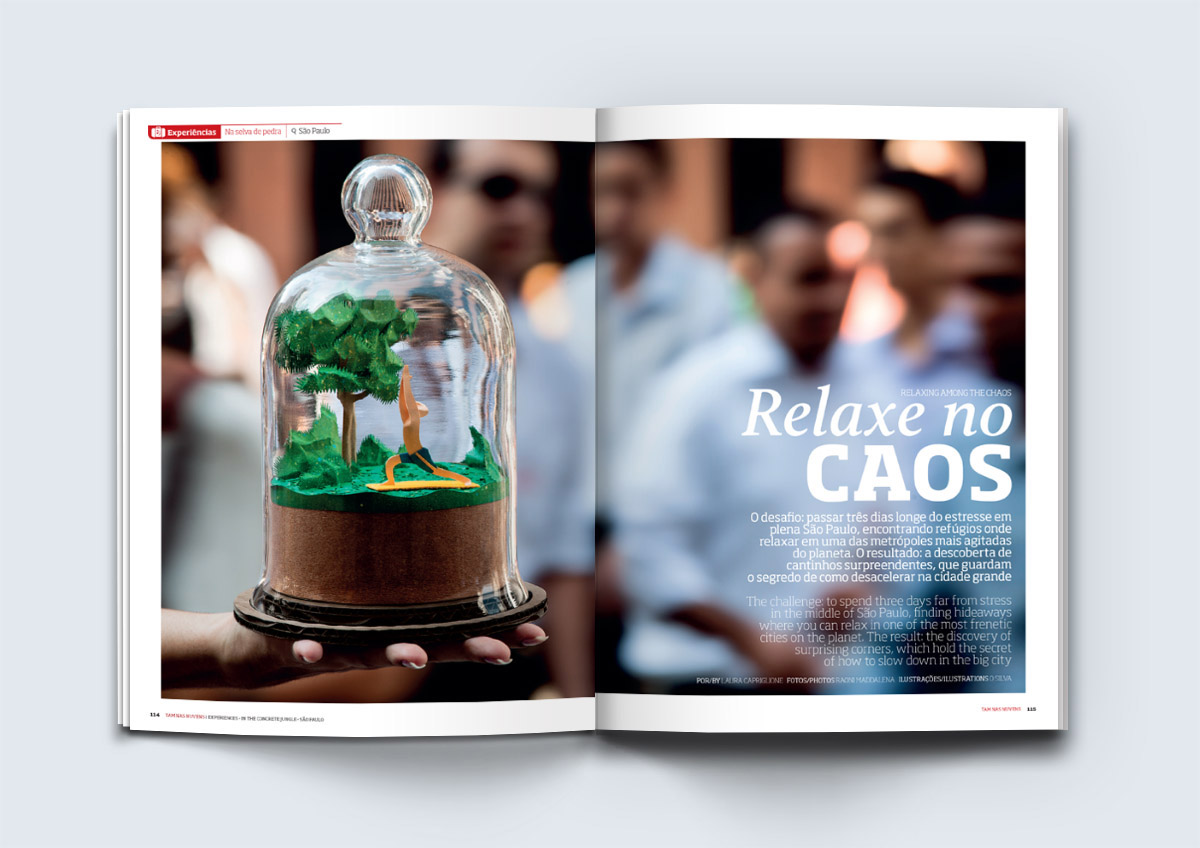 Experiências Na selva de pedra São Paulo
RELAXING AMONG THE CHAOS
Relaxe no
CAOS
O desafio: passar três dias longe do estresse em
plena São Paulo, encontrando refúgios onde
relaxar em uma das metrópoles mais agitadas
do planeta. O resultado: a descoberta de
cantinhos surpreendentes, que guardam
o segredo de como desacelerar na cidade grande
The challenge: to spend three days far from stress
in the middle of São Paulo, finding hideaways
where you can relax in one of the most frenetic
cities on the planet. The result: the discovery of
surprising corners, which hold the secret
of how to slow down in the big city
POR/BY LAURA CAPRIGLIONE FOTOS/PHOTOS RAONI MADDALENA ILUSTRAÇÕES/ILUSTRATIONS D'SILVA
114 TAM NAS NUVENS EXPERIENCES - IN THE CONCRETE JUNGLE - SÃO PAULO
TAM NAS NUVENS 115